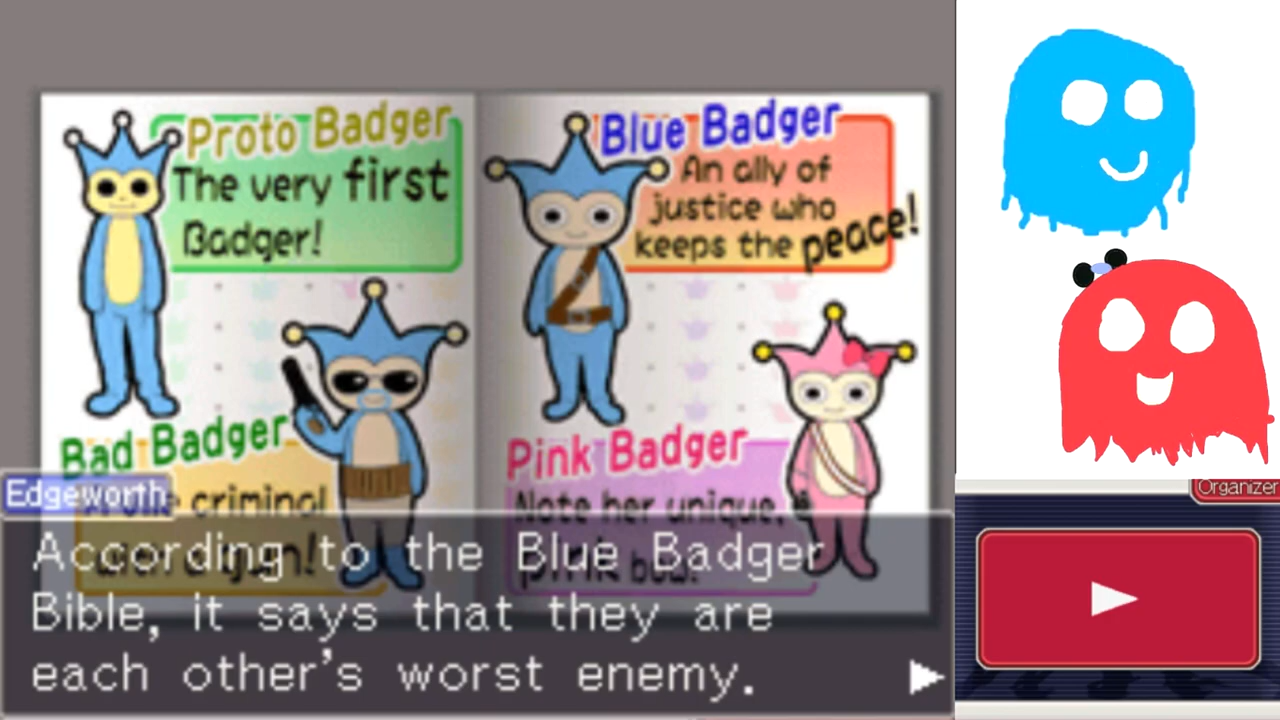 Proto Badger
The very first
Badger!
Blue Badger
An ally of
justice who
keeps the peace!
Bad Badger
criminal
Pink Badger
Note her unique,
pink bow!
Edgeworth
According to the Blue Badger
Bible, it says that they are
each other's worst enemy.
Organizer